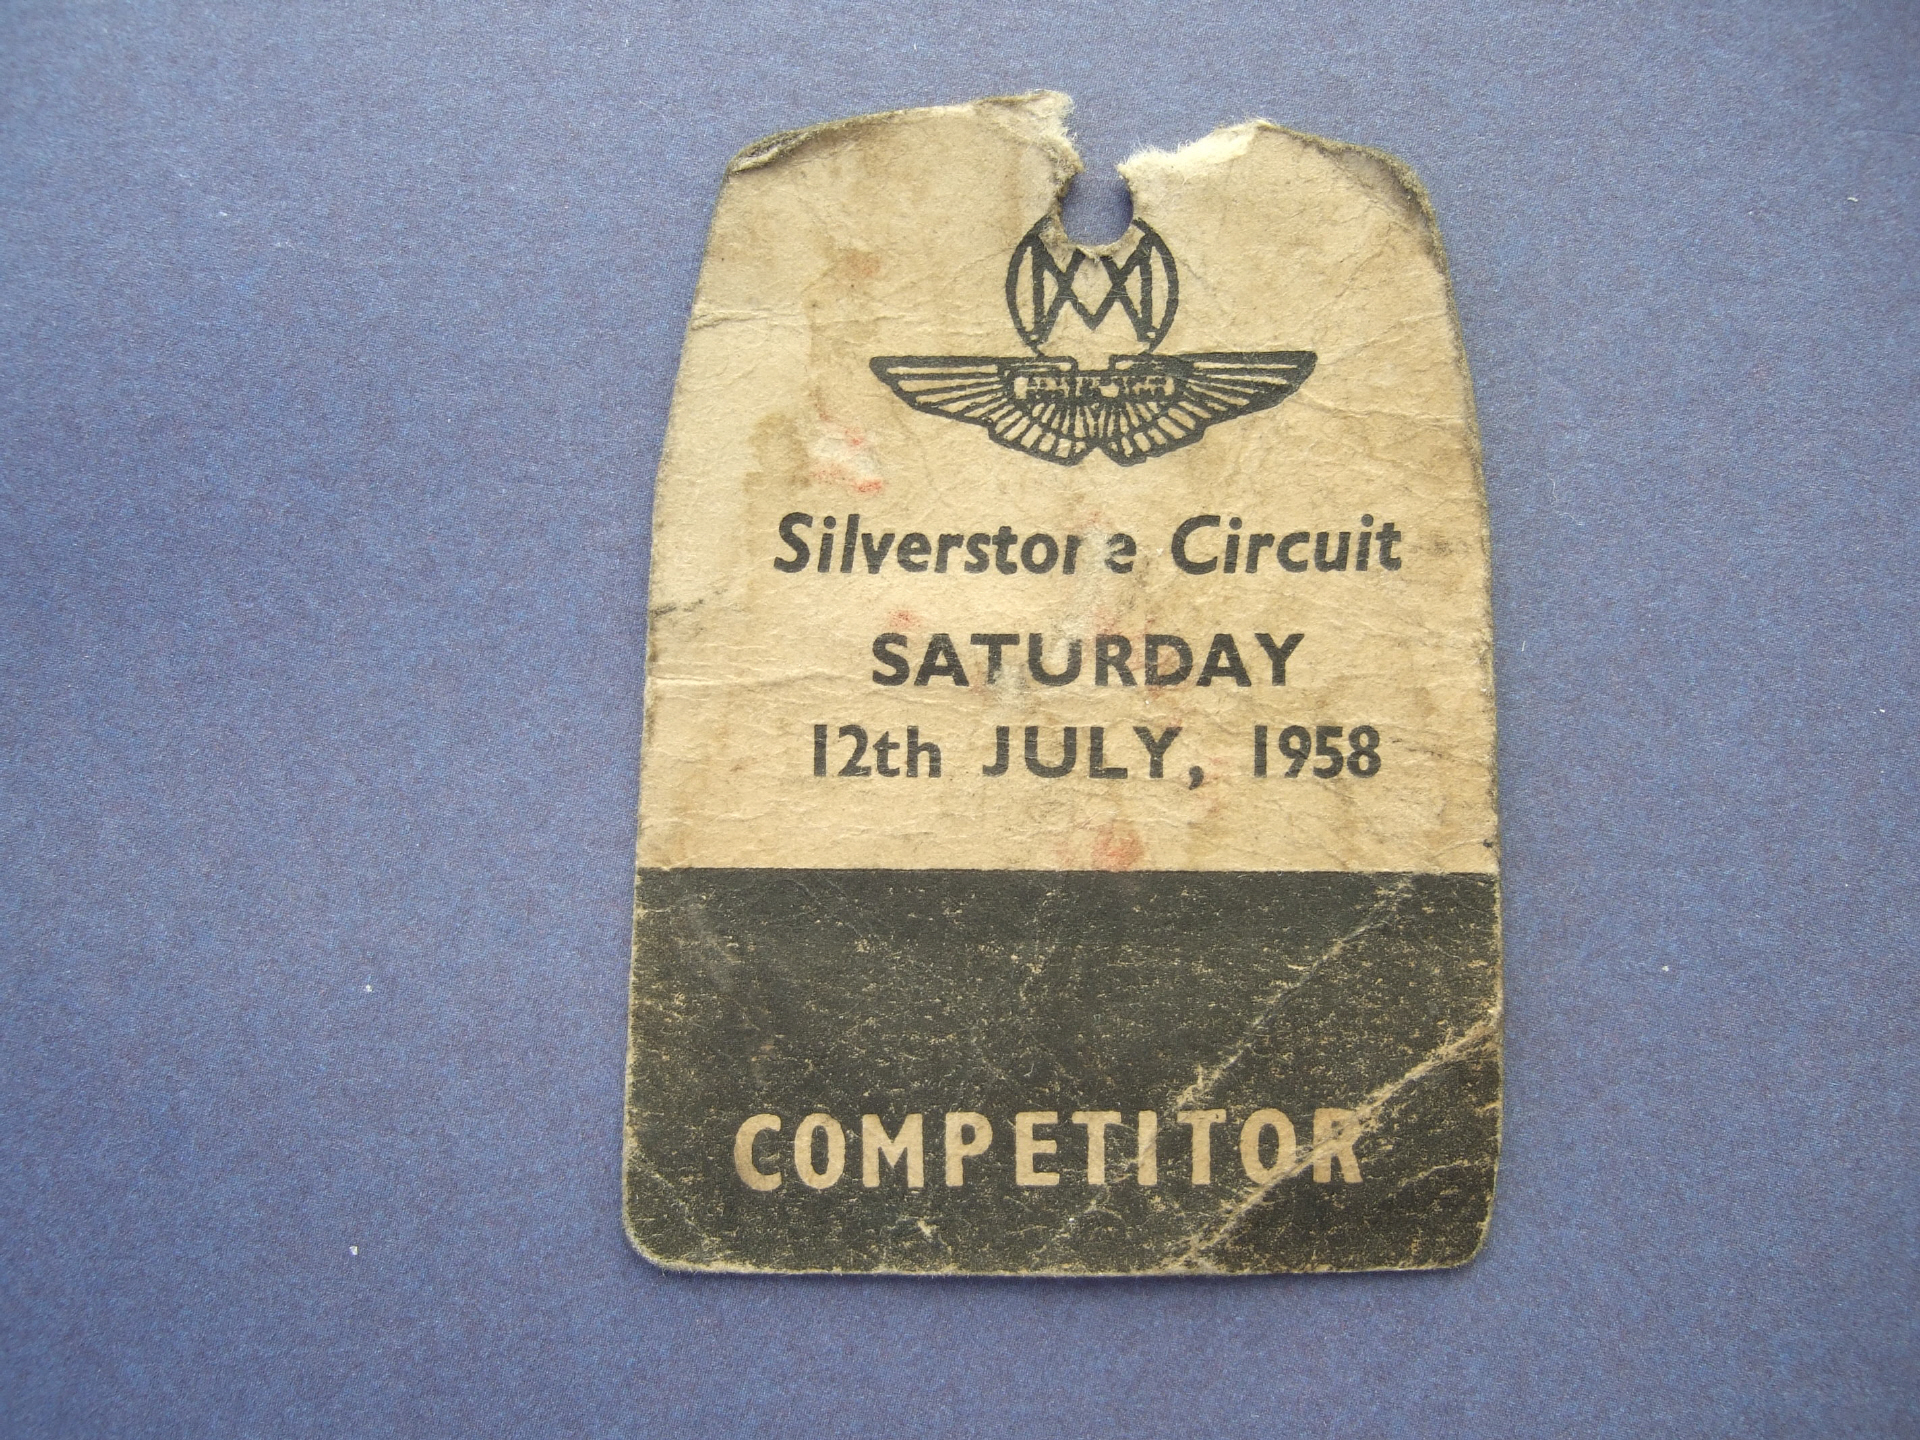 Silverstone Circuit
SATURDAY
12th JULY, 1958
COMPETITOR